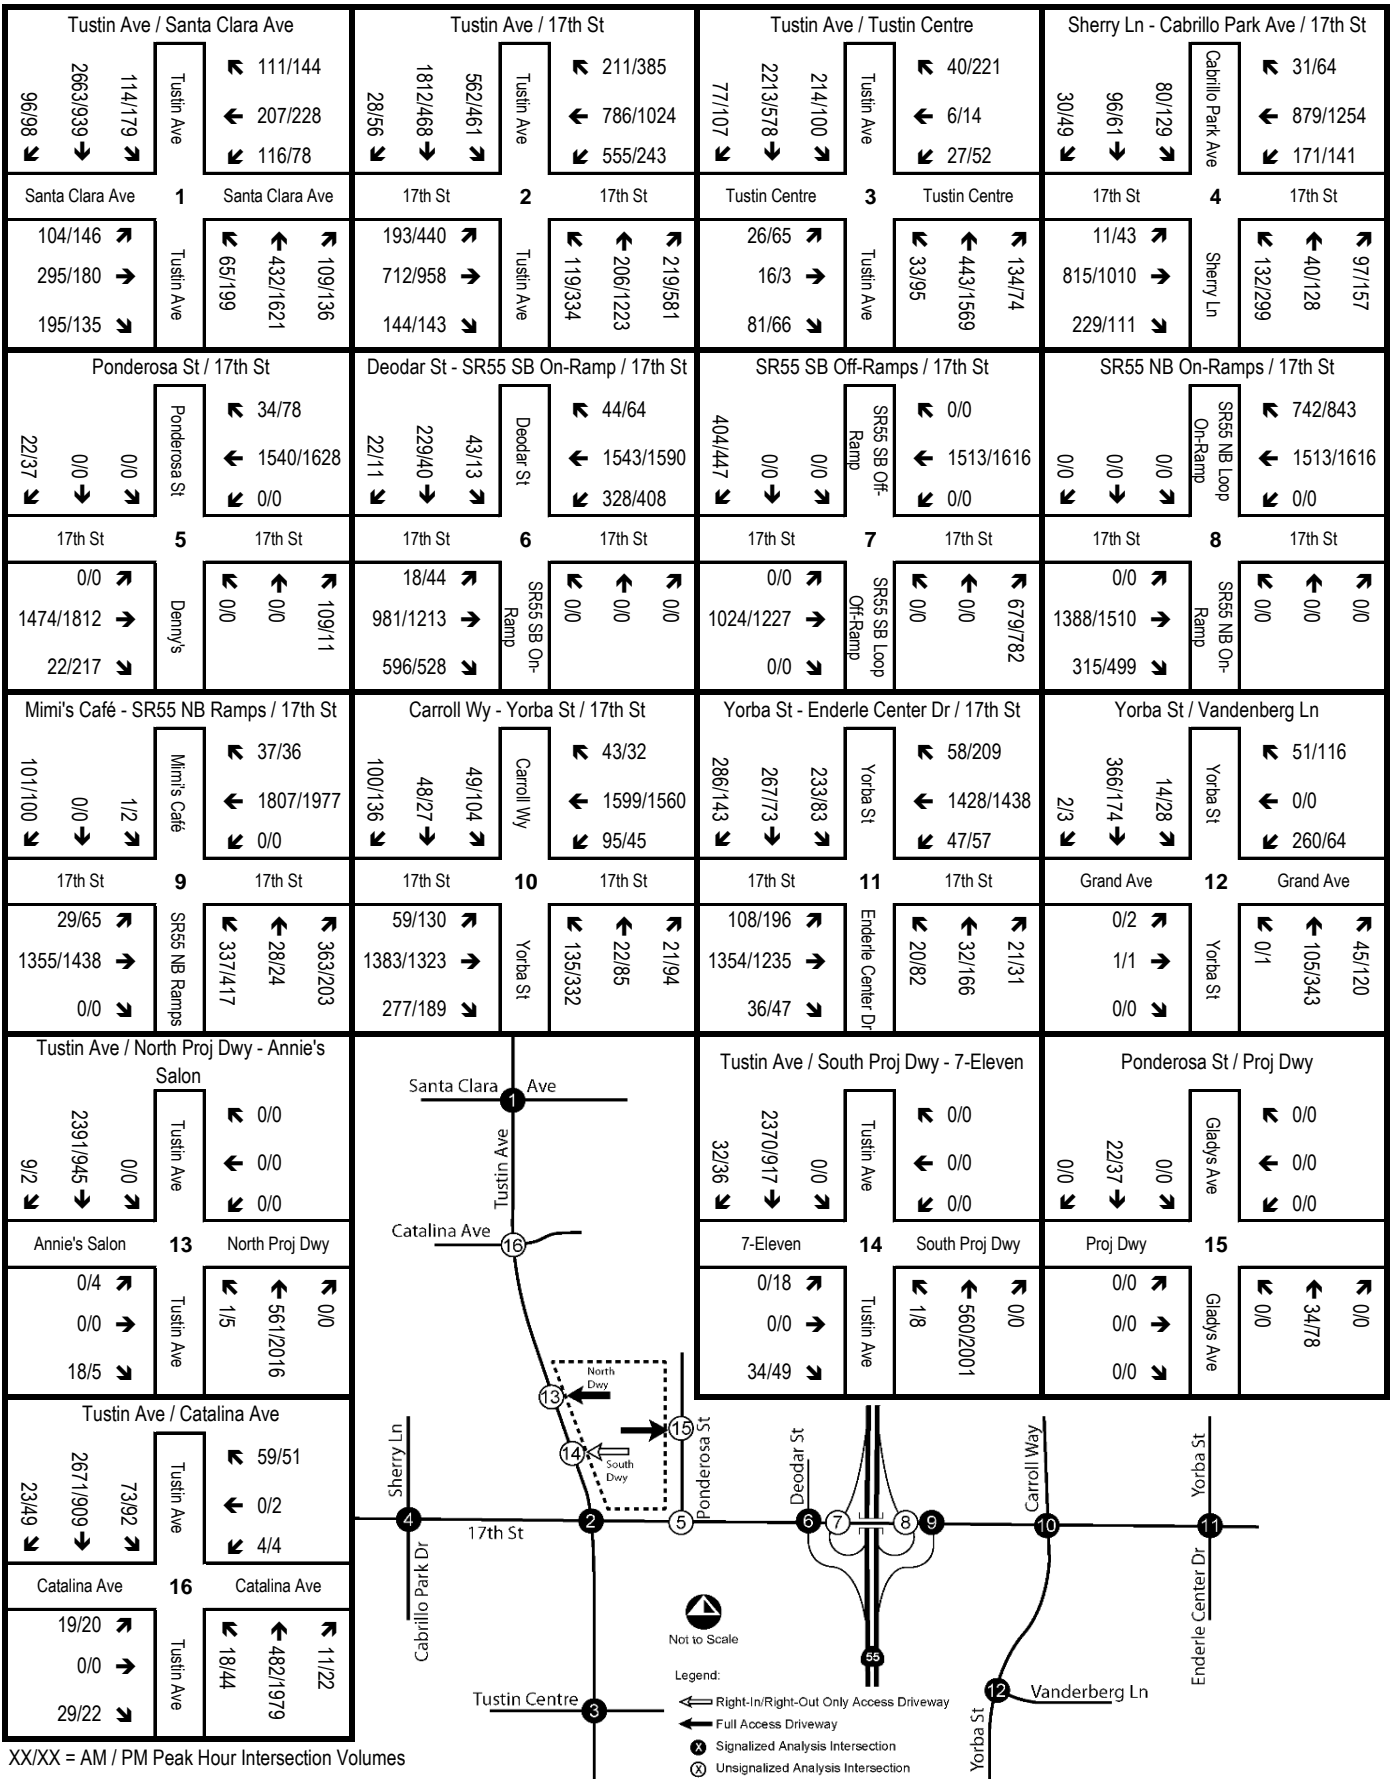 Tustin Ave / Santa Clara Ave
96/98
2663/939
114/179
Tustin Ave
111/144
207/228
116/78
Santa Clara Ave
1
Santa Clara Ave
104/146
295/180
195/135
Tustin Ave
65/199
432/1621
109/136
Tustin Ave / 17th St
28/56
1812/468
562/461
Tustin Ave
211/385
786/1024
555/243
17th St
2
17th St
193/440
712/958
144/143
Tustin Ave
119/334
206/1223
219/581
Tustin Ave / Tustin Centre
77/107
2213/578
214/100
Tustin Ave
40/221
6/14
27/52
Tustin Centre
3
Tustin Centre
26/65
16/3
81/66
Tustin Ave
33/95
443/1569
134/74
Sherry Ln - Cabrillo Park Ave / 17th St
30/49
96/61
80/129
Cabrillo Park Ave
31/64
879/1254
171/141
17th St
4
17th St
11/43
815/1010
229/111
Sherry Ln
132/299
40/128
97/157
Ponderosa St / 17th St
22/37
0/0
0/0
Ponderosa St
34/78
1540/1628
0/0
17th St
5
17th St
0/0
1474/1812
22/217
Denny's
0/0
0/0
109/11
Deodar St - SR55 SB On-Ramp / 17th St
22/11
229/40
43/13
Deodar St
44/64
1543/1590
328/408
17th St
6
17th St
18/44
981/1213
596/528
SR55 SB On-
Ramp
0/0
0/0
0/0
SR55 SB Off-Ramps / 17th St
404/447
0/0
0/0
SR55 SB Off-
Ramp
0/0
1513/1616
0/0
17th St
7
17th St
0/0
1024/1227
0/0
SR55 SB Loop
Off-Ramp
0/0
0/0
679/782
SR55 NB On-Ramps / 17th St
0/0
0/0
0/0
SR55 NB Loop
On-Ramp
742/843
1513/1616
0/0
17th St
8
17th St
0/0
1388/1510
315/499
SR55 NB On-
Ramp
0/0
0/0
0/0
Mimi's Café - SR55 NB Ramps / 17th St
101/100
0/0
1/2
Mimi's Café
37/36
1807/1977
0/0
17th St
9
17th St
29/65
1355/1438
0/0
SR55 NB Ramps
337/417
28/24
363/203
Carroll Wy - Yorba St / 17th St
100/136
48/27
49/104
Carroll Wy
43/32
1599/1560
95/45
17th St
10
17th St
59/130
1383/1323
277/189
Yorba St
135/332
22/85
21/94
Yorba St - Enderle Center Dr / 17th St
286/143
267/73
233/83
Yorba St
58/209
1428/1438
47/57
17th St
11
17th St
108/196
1354/1235
36/47
Enderle Center Dr
20/82
32/166
21/31
Yorba St / Vandenberg Ln
2/3
366/174
14/28
Yorba St
51/116
0/0
260/64
Grand Ave
12
Grand Ave
0/2
1/1
0/0
Yorba St
0/1
105/343
45/120
Tustin Ave / North Proj Dwy - Annie's
Salon
9/2
2391/945
0/0
Tustin Ave
0/0
0/0
0/0
Annie's Salon
13
North Proj Dwy
0/4
0/0
18/5
Tustin Ave
1/5
561/2016
0/0
Tustin Ave / South Proj Dwy - 7-Eleven
32/36
2370/917
0/0
Tustin Ave
0/0
0/0
0/0
7-Eleven
14
South Proj Dwy
0/18
0/0
34/49
Tustin Ave
1/8
560/2001
0/0
Ponderosa St / Proj Dwy
0/0
22/37
0/0
Gladys Ave
0/0
0/0
0/0
Proj Dwy
15
0/0
0/0
0/0
Gladys Ave
0/0
34/78
0/0
Tustin Ave / Catalina Ave
23/49
2671/909
73/92
Tustin Ave
59/51
0/2
4/4
Catalina Ave
16
Catalina Ave
19/20
0/0
29/22
Tustin Ave
18/44
482/1979
11/22
Santa Clara Ave
1
Tustin Ave
Catalina Ave
16
North
Dwy
13
15
14
South
Dwy
Ponderosa St
Sherry Ln
Deodar St
Carroll Way
Yorba St
4
2
5
6
7
8
9
10
11
17th St
Cabrillo Park Dr
Enderle Center Dr
Not to Scale
55
Tustin Centre
3
12
Vanderberg Ln
Yorba St
Legend:
Right-In/Right-Out Only Access Driveway
Full Access Driveway
X Signalized Analysis Intersection
X Unsignalized Analysis Intersection
XX/XX = AM / PM Peak Hour Intersection Volumes